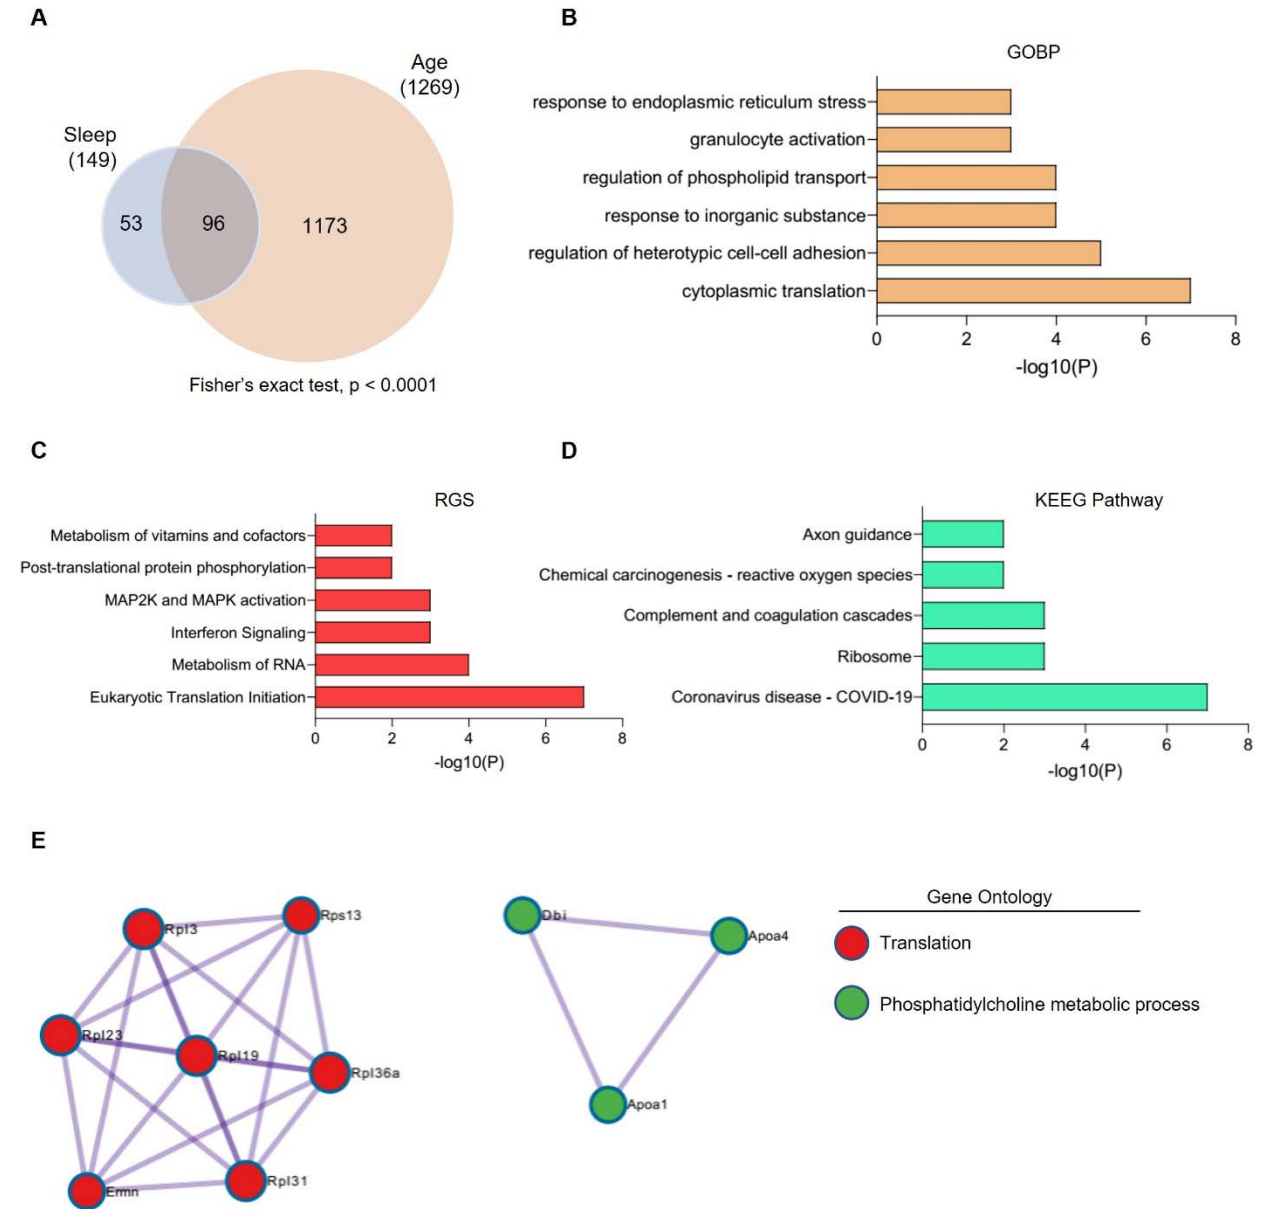 A
Age
(1269)
Sleep
(149)
53
96
1173
Fisher's exact test, p < 0.0001
B
GOBP
response to endoplasmic reticulum stress
granulocyte activation
regulation of phospholipid transport
response to inorganic substance
regulation of heterotypic cell-cell adhesion
cytoplasmic translation
0 2 4 6 8
-log10(P)
C
RGS
Metabolism of vitamins and cofactors
Post-translational protein phosphorylation
MAP2K and MAPK activation
Interferon Signaling
Metabolism of RNA
Eukaryotic Translation Initiation
0 2 4 6 8
-log10(P)
D
KEEG Pathway
Axon guidance
Chemical carcinogenesis - reactive oxygen species
Complement and coagulation cascades
Ribosome
Coronavirus disease - COVID-19
0 2 4 6 8
-log10(P)
E
Rpl3
Rps13
Rpl23
Rpl19
Rpl36a
Ermn
Rpl31
Dbi
Apoa4
Apoa1
Gene Ontology
Translation
Phosphatidylcholine metabolic process